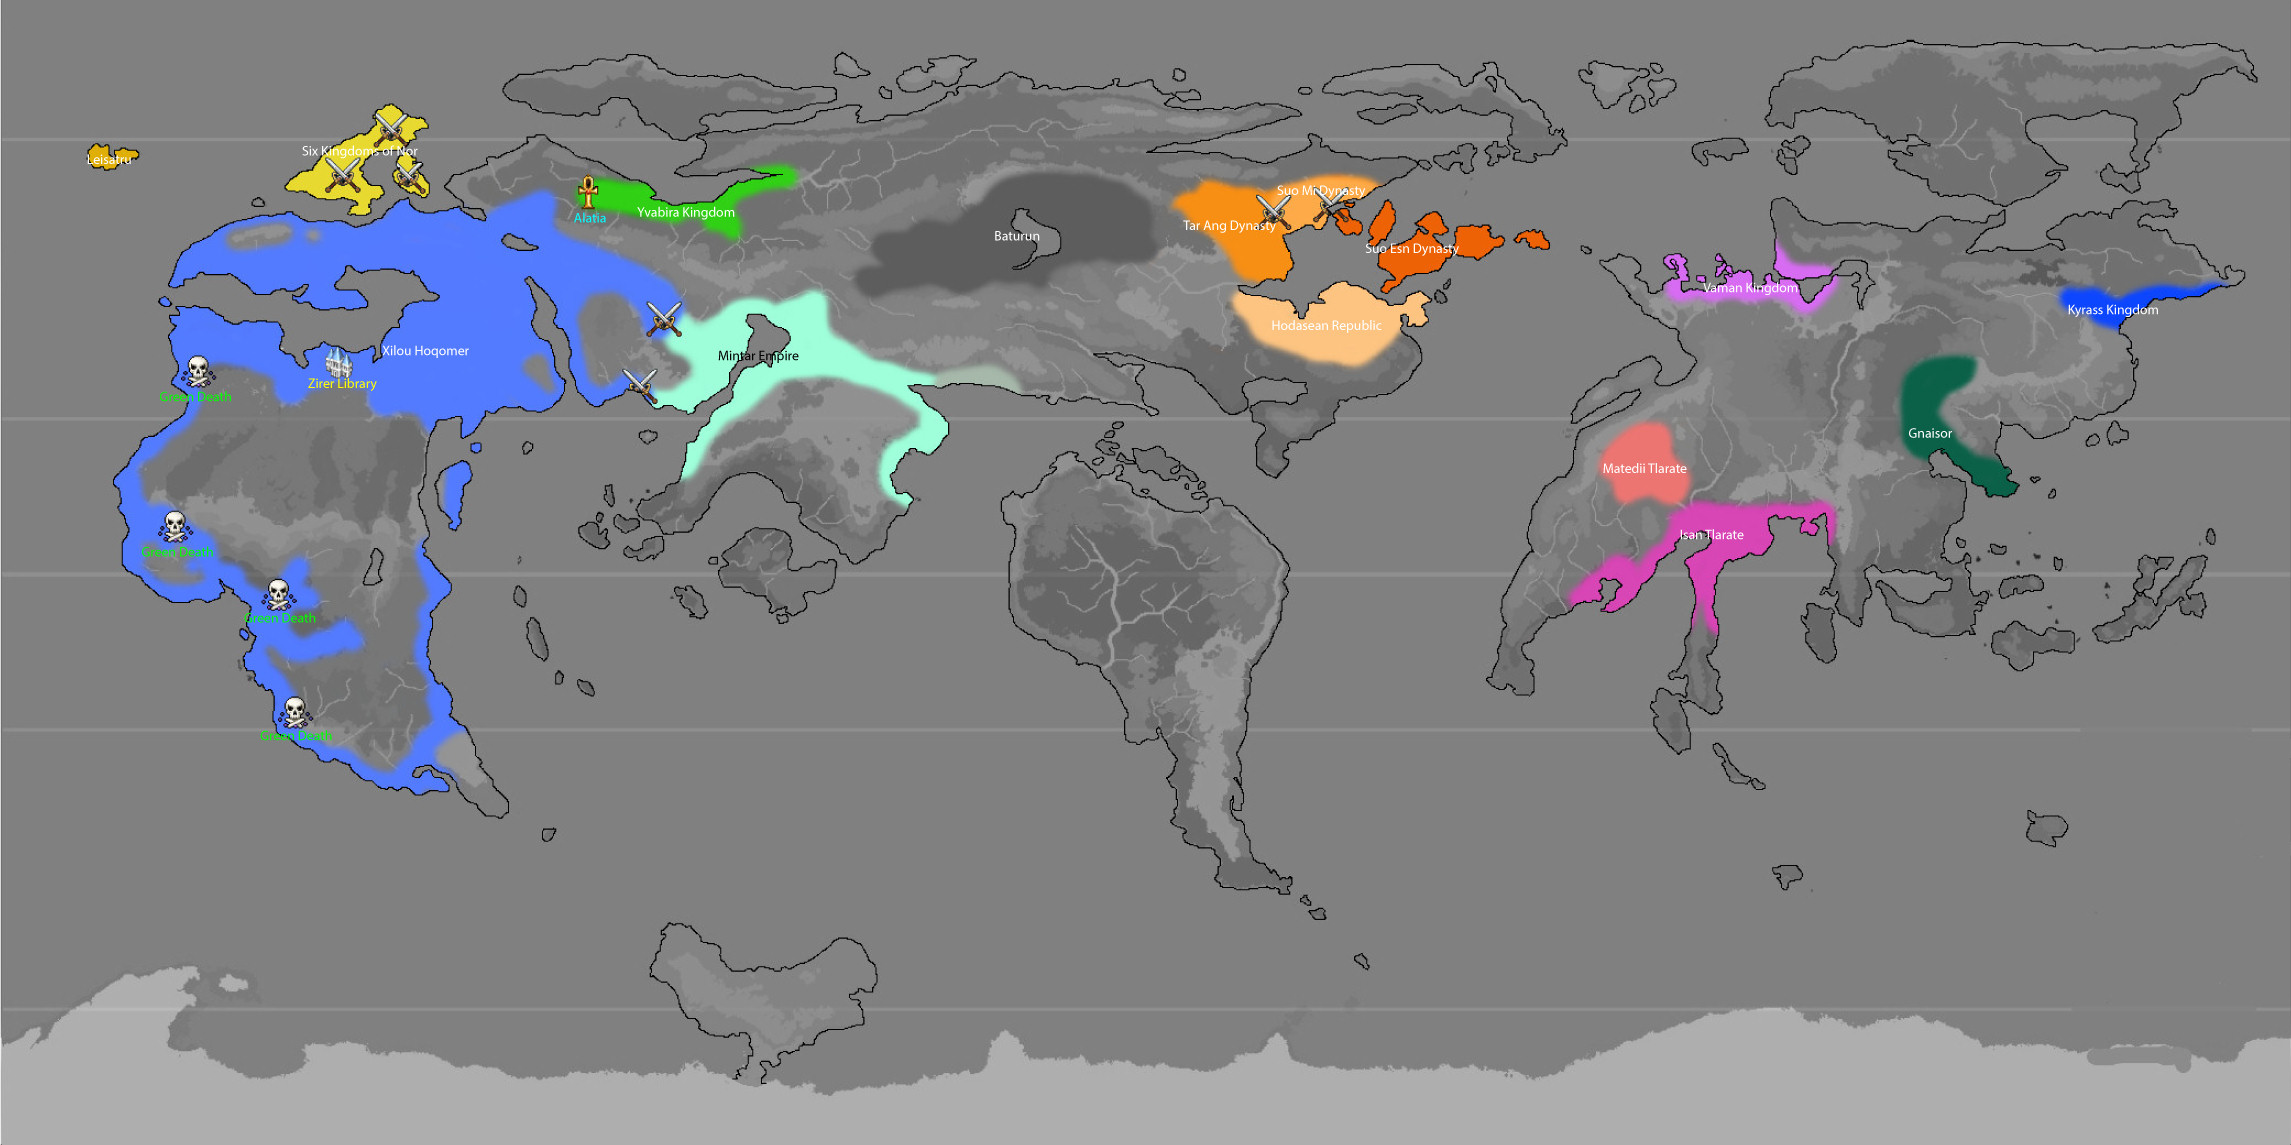 Six Kingdoms of Nor
Leisatru
Suo Mi Dynasty
Yvabira Kingdom
Alatia
Tar Ang Dynasty
Baturun
Suo Esn Dynasty
Vaman Kingdom
Kyrass Kingdom
Hodasean Republic
Xilou Hoqomer
Mintar Empire
Zirer Library
Green Death
Gnaisor
Matedii Tlarate
Isan Tlarate
Green Death
Green Death
Green Death